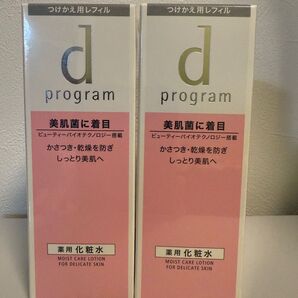 つけかえ用レフィル
d
program
美肌菌に着目
ビューティーバイオテクノロジー搭載
かさつき・乾燥を防ぎ
しっとり美肌へ
薬用 化粧水
MOIST CARE LOTION
FOR DELICATE SKIN
つけかえ用レフィル
d
program
美肌菌に着目
ビューティーバイオテクノロジー搭載
かさつき・乾燥を防ぎ
しっとり美肌へ
薬用 化粧水
MOIST CARE LOTION
FOR DELICATE SKIN